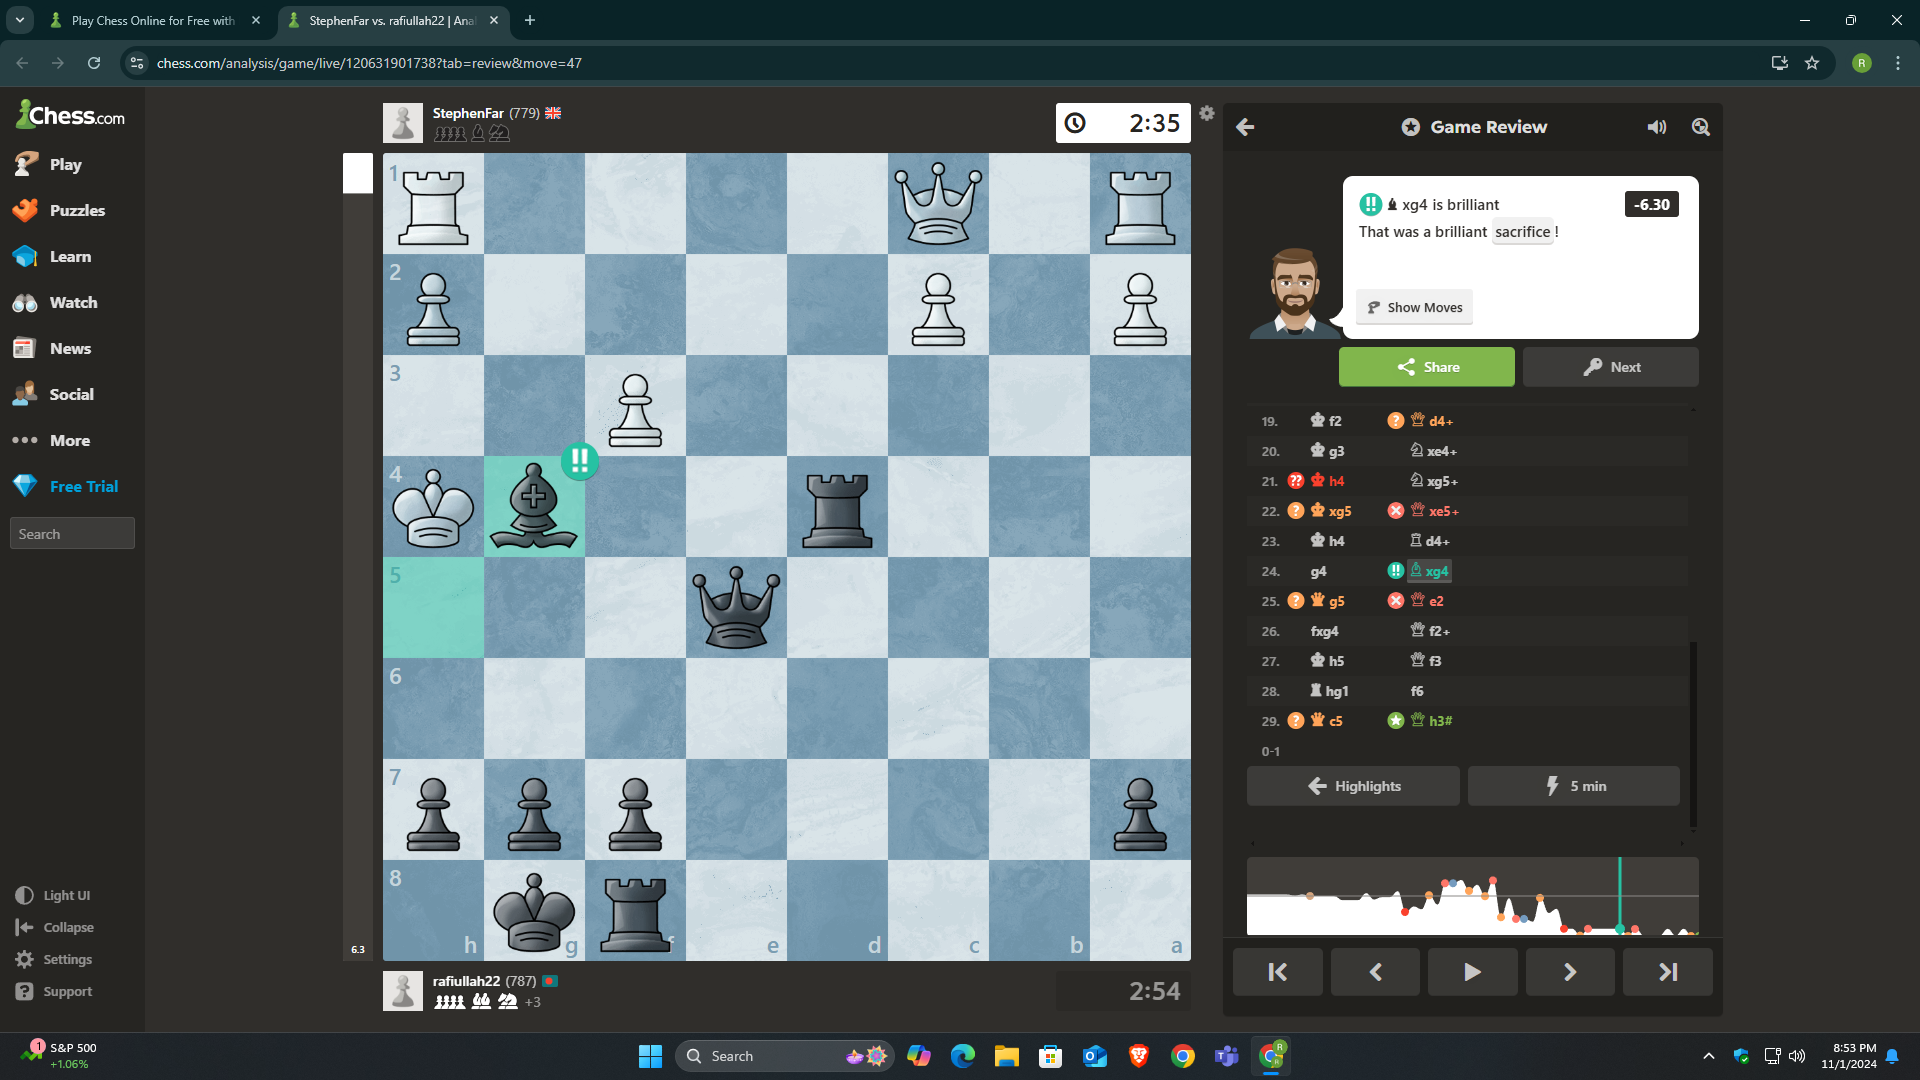 Play Chess Online for Free with
StephenFar vs. rafiullah22 | Anal
chess.com/analysis/game/live/120631901738?tab=review&move=47
R
Chess.com
Play
Puzzles
Learn
Watch
News
Social
More
Free Trial
Search
Light UI
Collapse
Settings
Support
StephenFar (779)
2:35
1
2
3
4
5
6
7
8
h g f e d c b a
!!
6.3
rafiullah22 (787)
+3
2:54
Game Review
!! xg4 is brilliant
-6.30
That was a brilliant sacrifice !
Show Moves
Share
Next
19. f2 ? d4+
20. g3 xe4+
21. ?? h4 xg5+
22. ? xg5 xe5+
23. h4 d4+
24. g4 !! xg4
25. ? g5 e2
26. fxg4 f2+
27. h5 f3
28. hg1 f6
29. ? c5 h3#
0-1
Highlights
5 min
1
S&P 500
+1.06%
Search
R
8:53 PM
11/1/2024